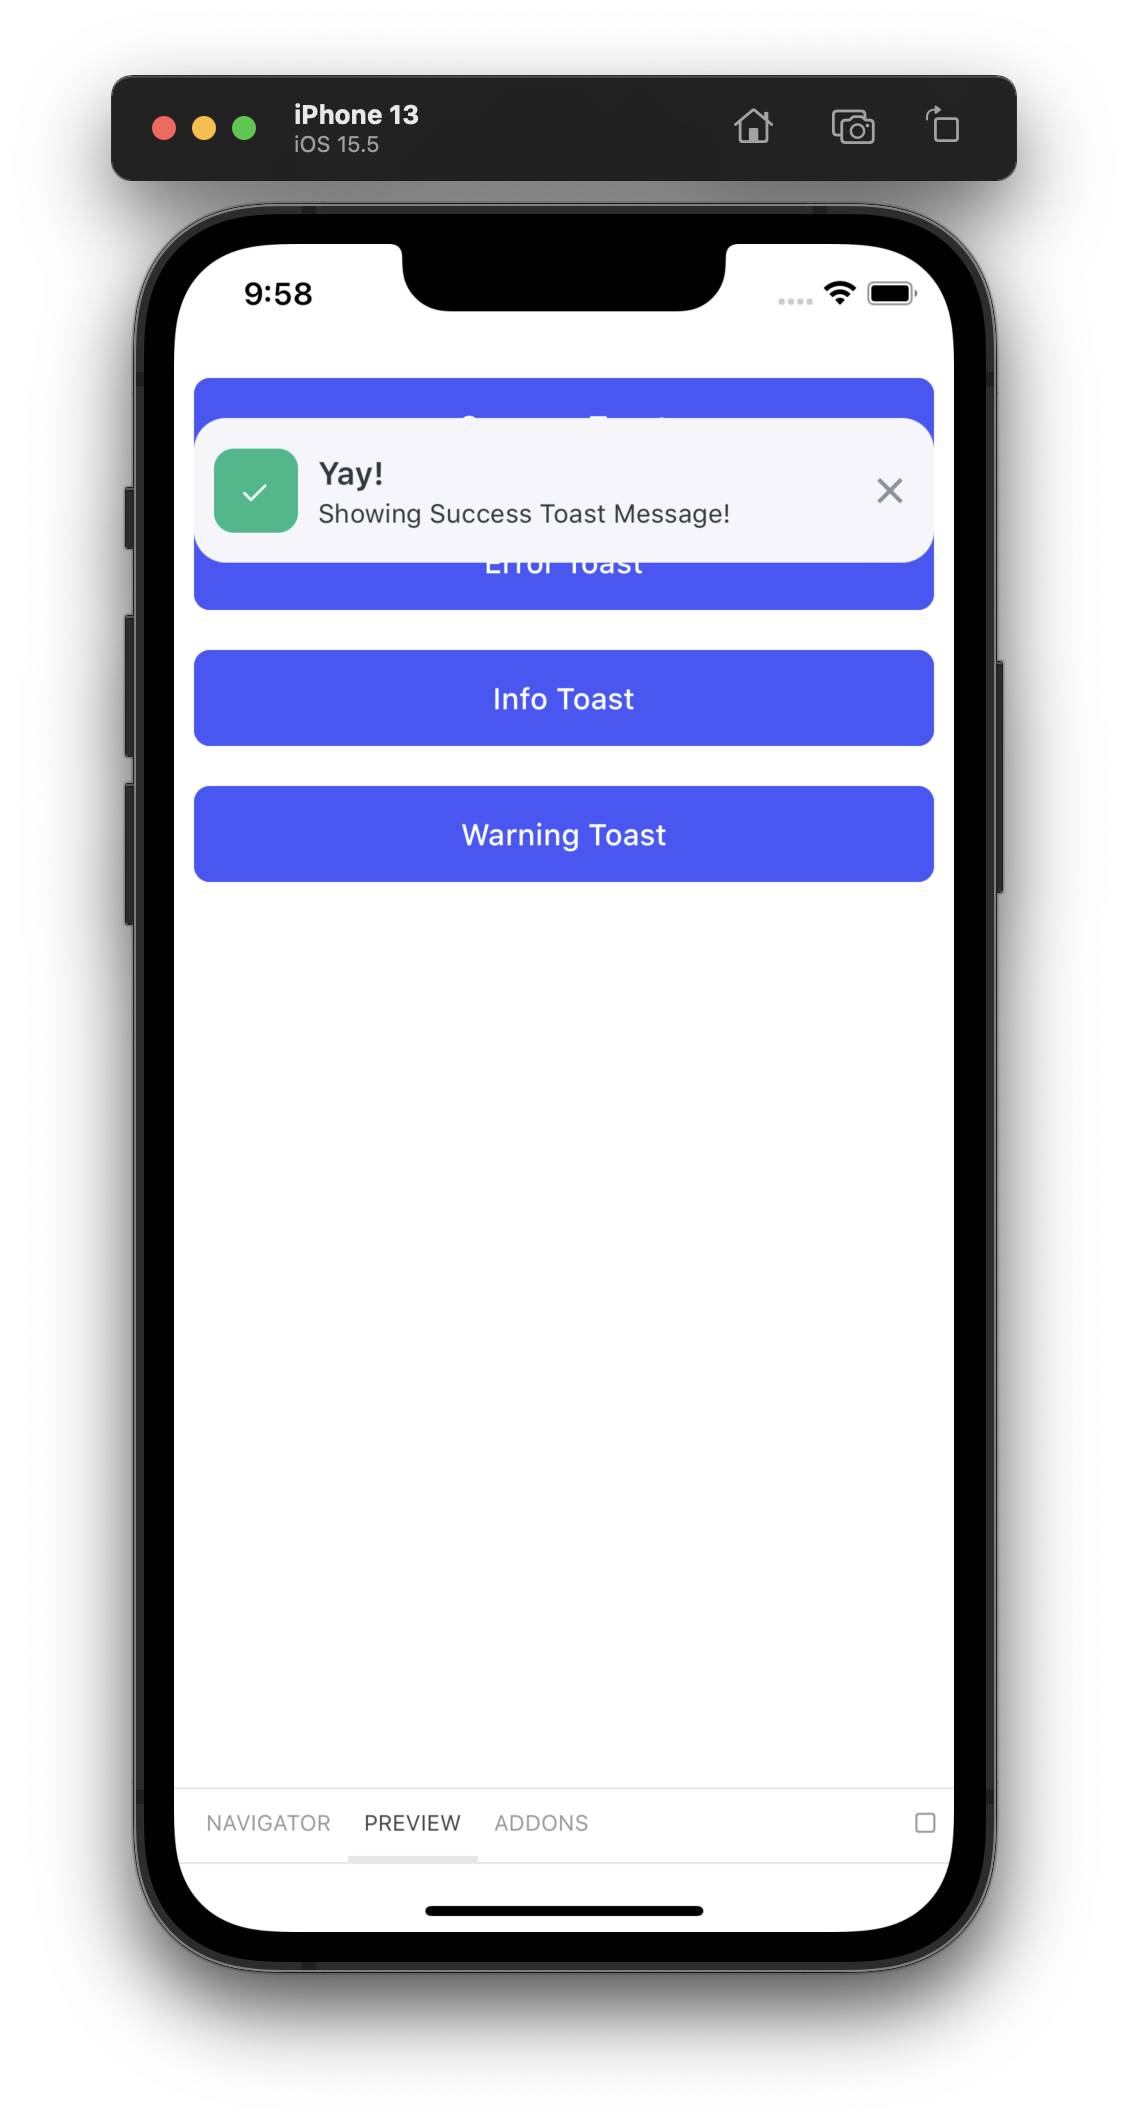 iPhone 13
iOS 15.5
9:58
Yay!
Showing Success Toast Message!
Error Toast
Info Toast
Warning Toast
NAVIGATOR PREVIEW ADDONS